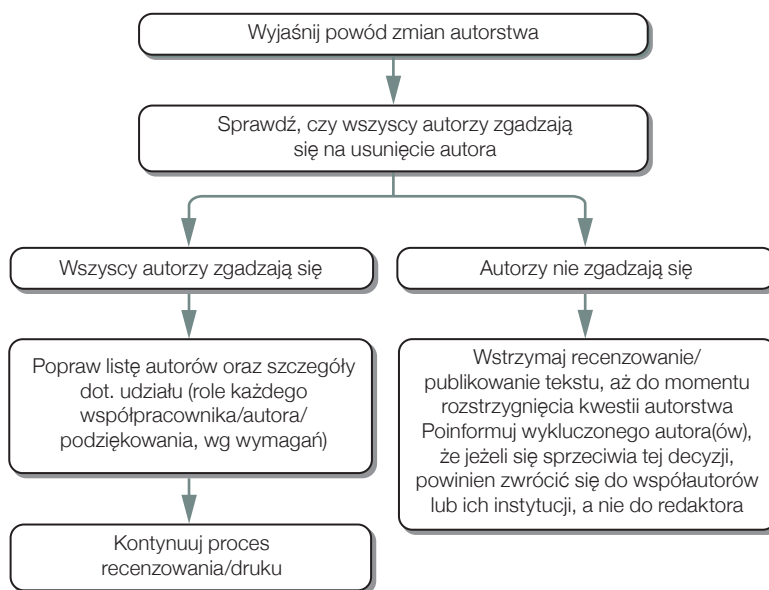 Wyjaśnij powód zmian autorstwa
Sprawdź, czy wszyscy autorzy zgadzają
się na usunięcie autora
Wszyscy autorzy zgadzają się
Popraw listę autorów oraz szczegóły
dot. udziału (role każdego
współpracownika/autora/
podziękowania, wg wymagań)
Kontynuuj proces
recenzowania/druku
Autorzy nie zgadzają się
Wstrzymaj recenzowanie/
publikowanie tekstu, aż do momentu
rozstrzygnięcia kwestii autorstwa
Poinformuj wykluczonego autora(ów),
że jeżeli się sprzeciwia tej decyzji,
powinien zwrócić się do współautorów
lub ich instytucji, a nie do redaktora